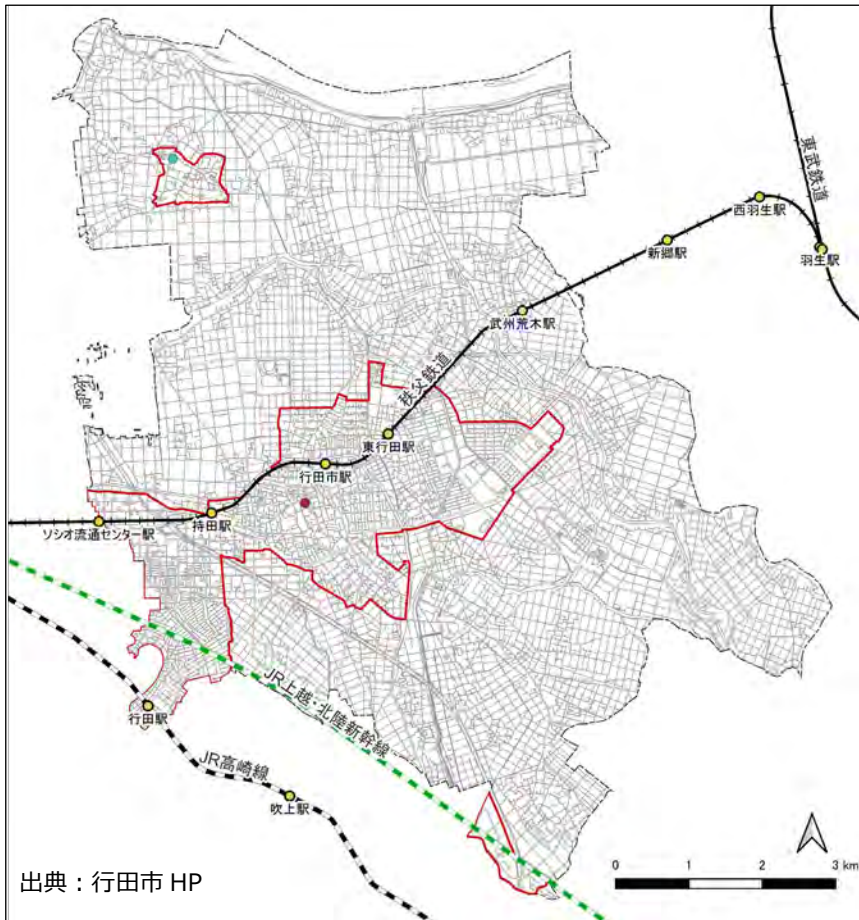 東武鉄道
西羽生駅
新郷駅
羽生駅
武州荒木駅
秩父鉄道
東行田駅
行田市駅
持田駅
ソシオ流通センター駅
JR上越・北陸新幹線
行田駅
JR高崎線
吹上駅
出典：行田市 HP
0 1 2 3 km